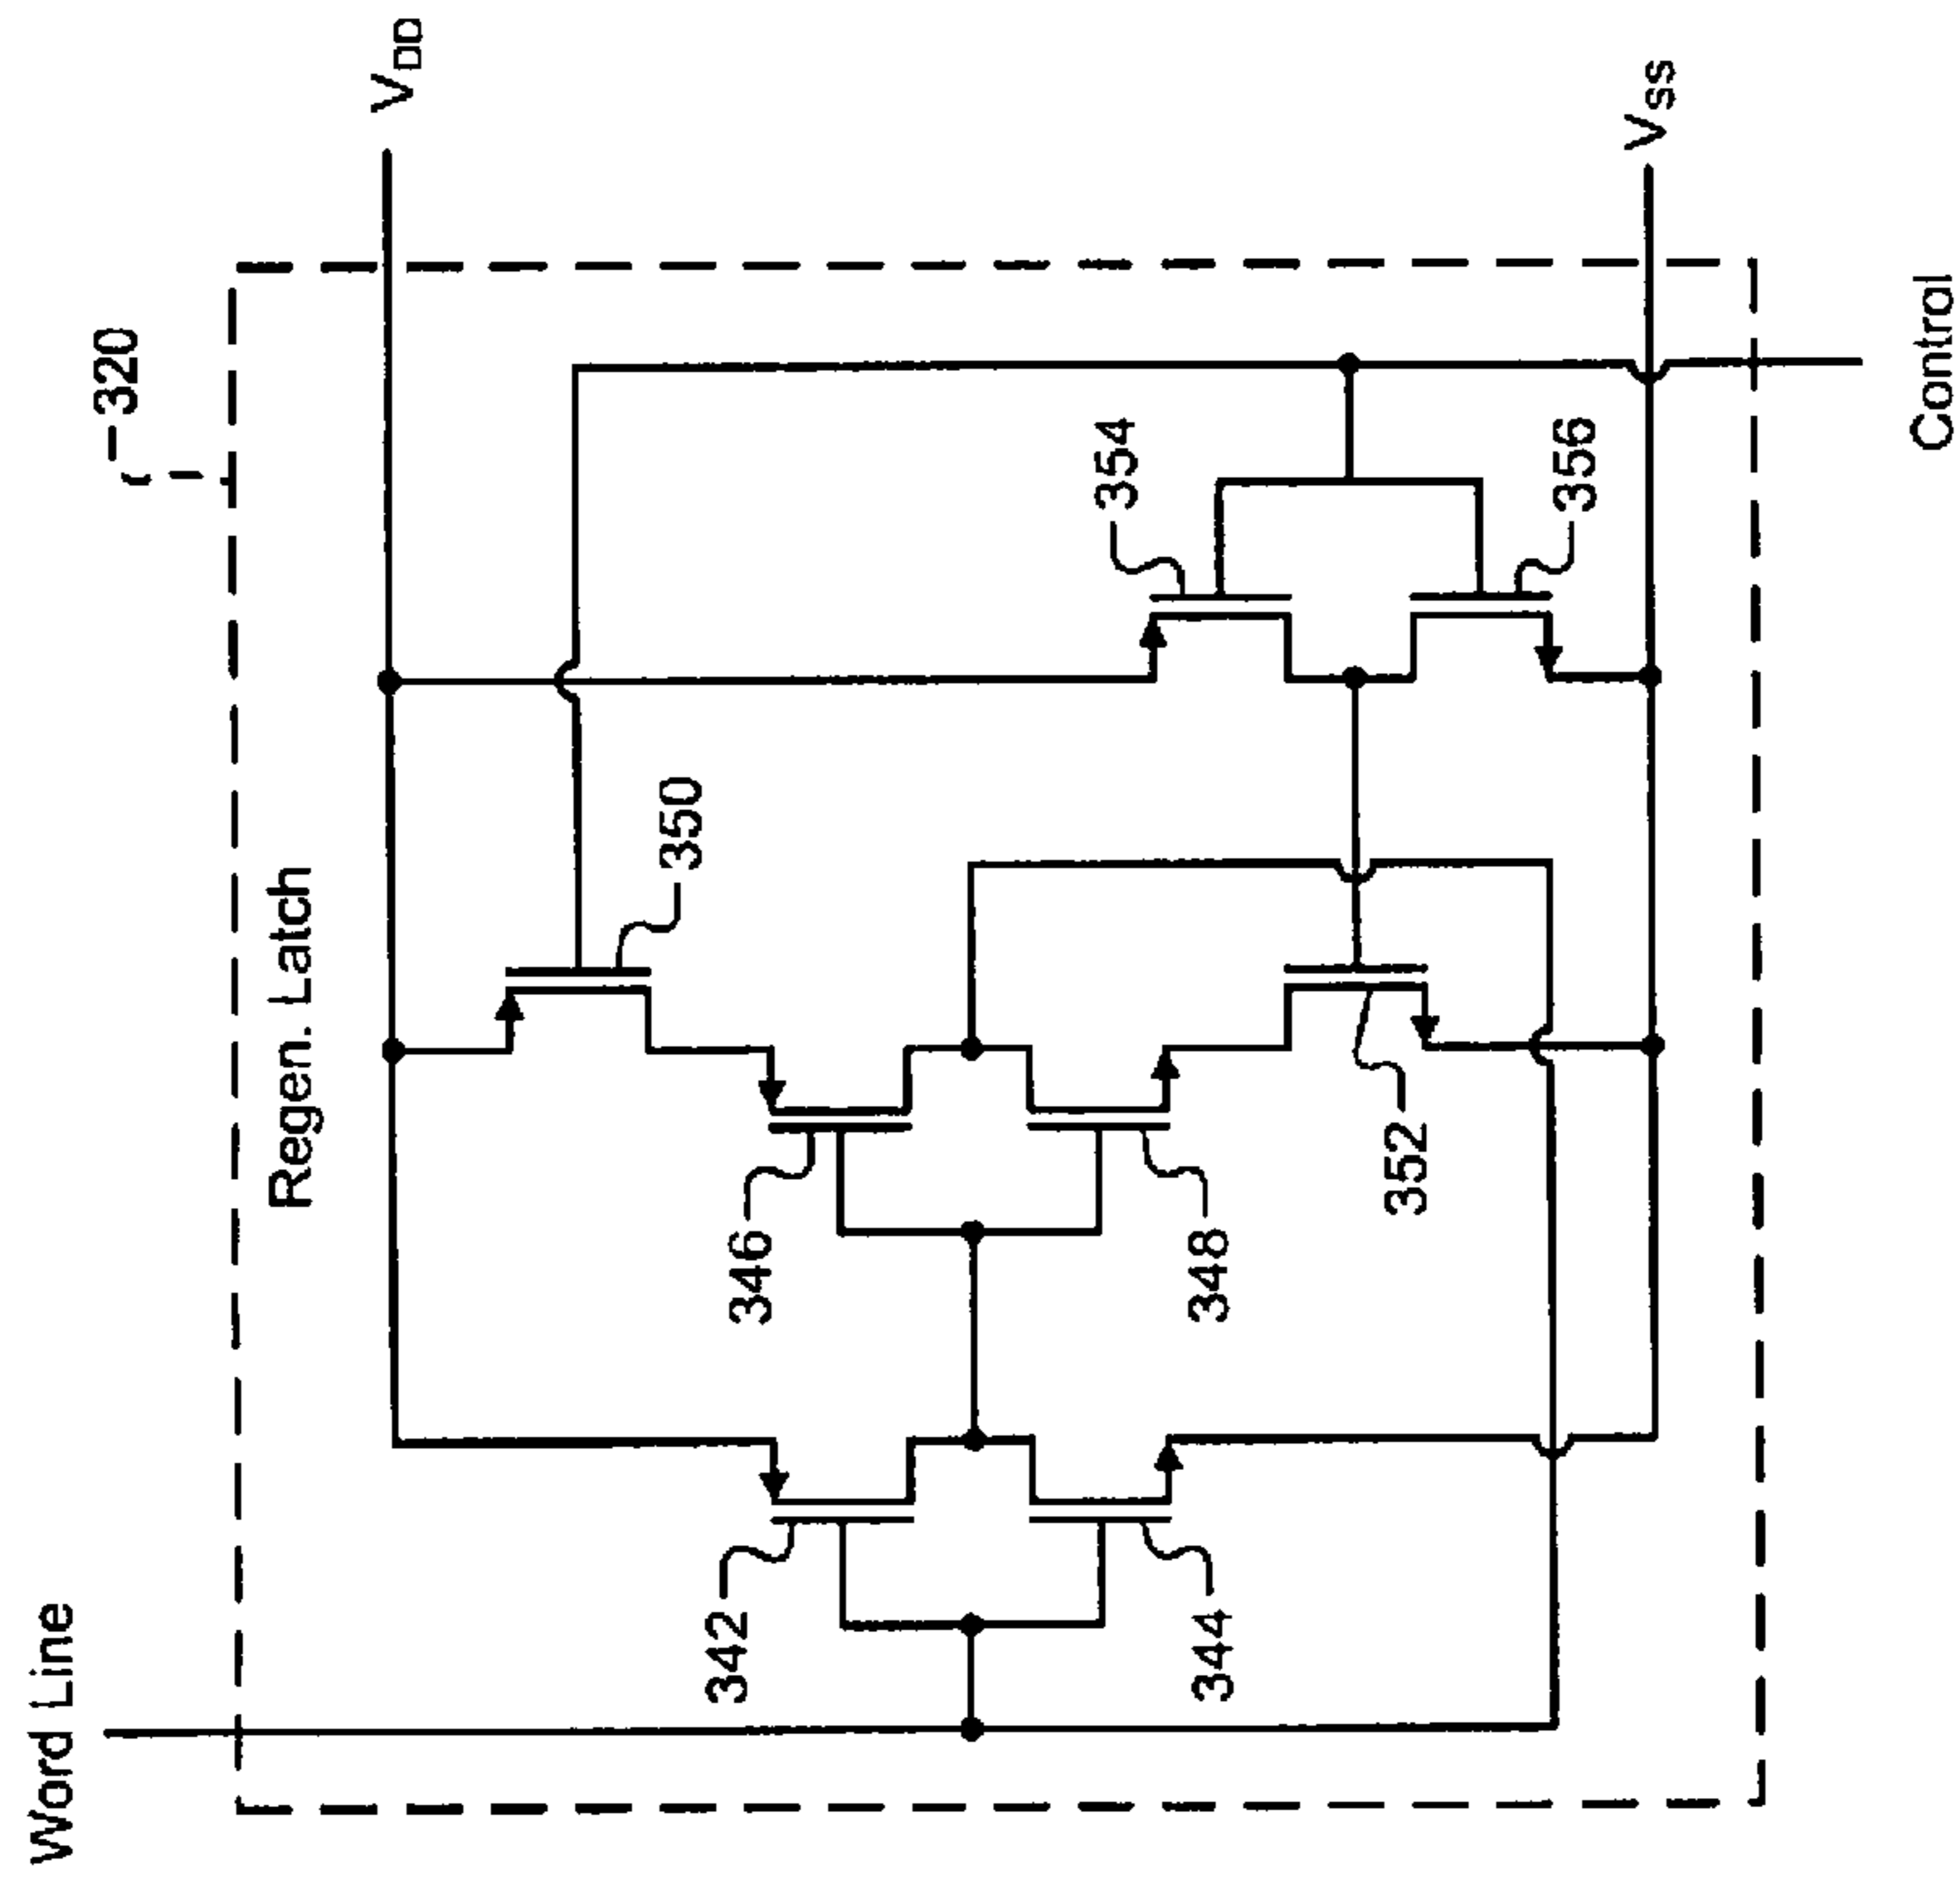 320
Regen. Latch
Word Line
V_DD
V_SS
Control
342
344
346
348
350
352
354
356